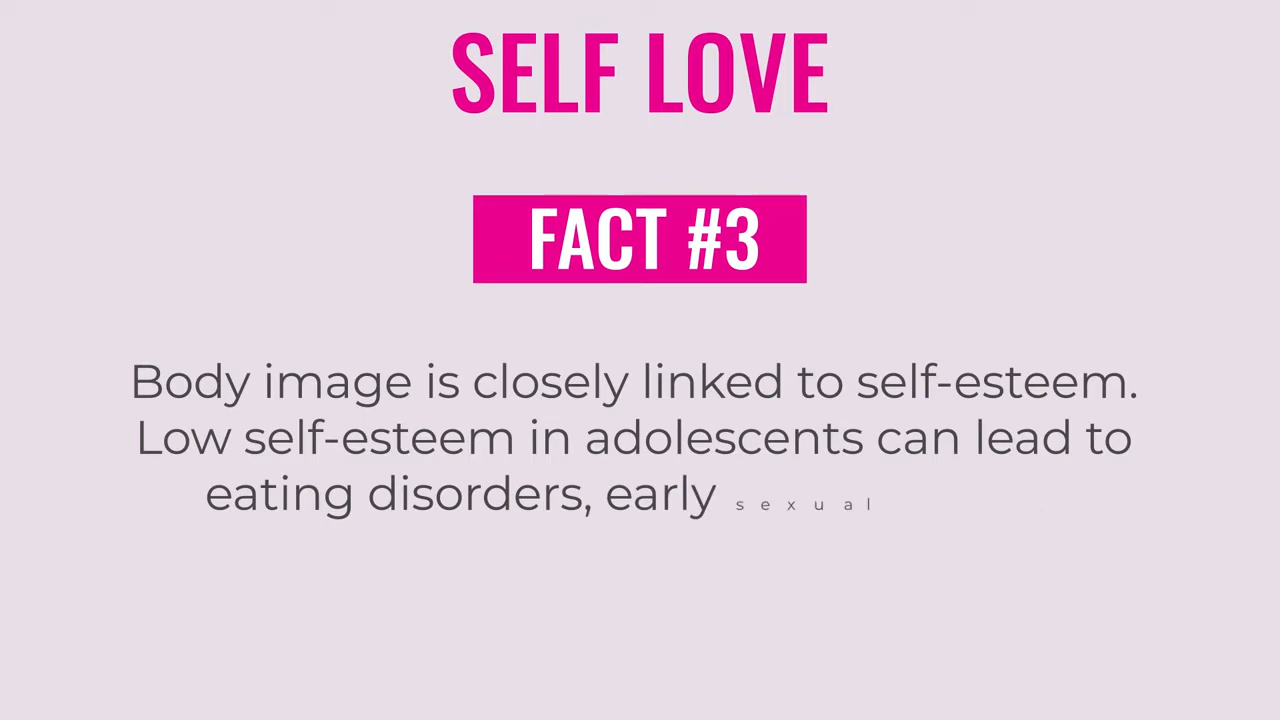 SELF LOVE
FACT #3
Body image is closely linked to self-esteem.
Low self-esteem in adolescents can lead to
eating disorders, early sexual